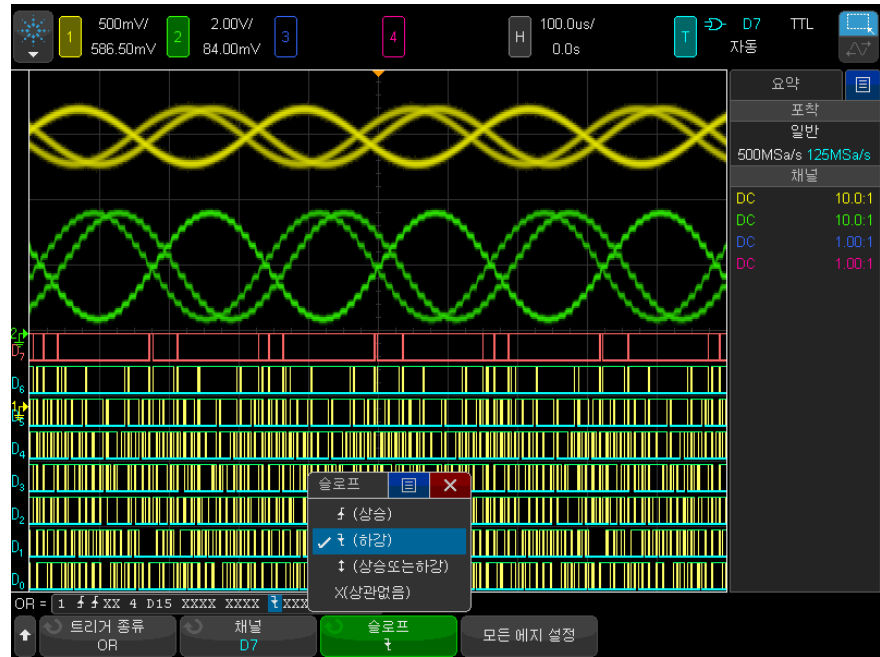 1 500mV/ 586.50mV 2 2.00V/ 84.00mV 3 4 H 100.0us/ 0.0s T D7 TTL 자동
요약
포착
일반
500MSa/s 125MSa/s
채널
DC 10.0:1
DC 10.0:1
DC 1.00:1
DC 1.00:1
2
D7
D6
1
D5
D4
D3
D2
D1
D0
슬로프
(상승)
(하강)
(상승또는하강)
X(상관없음)
OR = 1 XX 4 D15 XXXX XXXX XXX
트리거 종류
OR
채널
D7
슬로프
모든 에지 설정